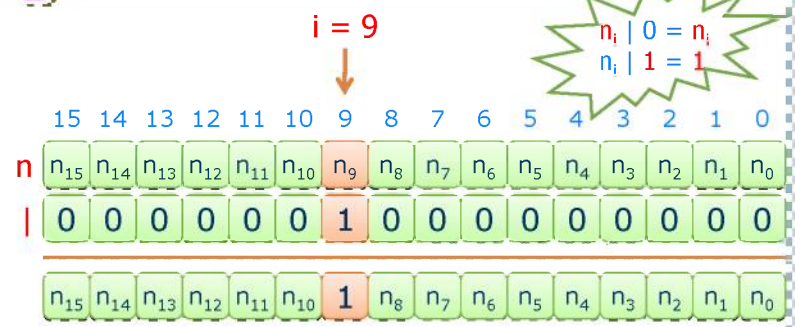 i = 9
nᵢ | 0 = nᵢ
nᵢ | 1 = 1
15 14 13 12 11 10 9 8 7 6 5 4 3 2 1 0
n n₁₅ n₁₄ n₁₃ n₁₂ n₁₁ n₁₀ n₉ n₈ n₇ n₆ n₅ n₄ n₃ n₂ n₁ n₀
| 0 0 0 0 0 0 1 0 0 0 0 0 0 0 0 0
n₁₅ n₁₄ n₁₃ n₁₂ n₁₁ n₁₀ 1 n₈ n₇ n₆ n₅ n₄ n₃ n₂ n₁ n₀